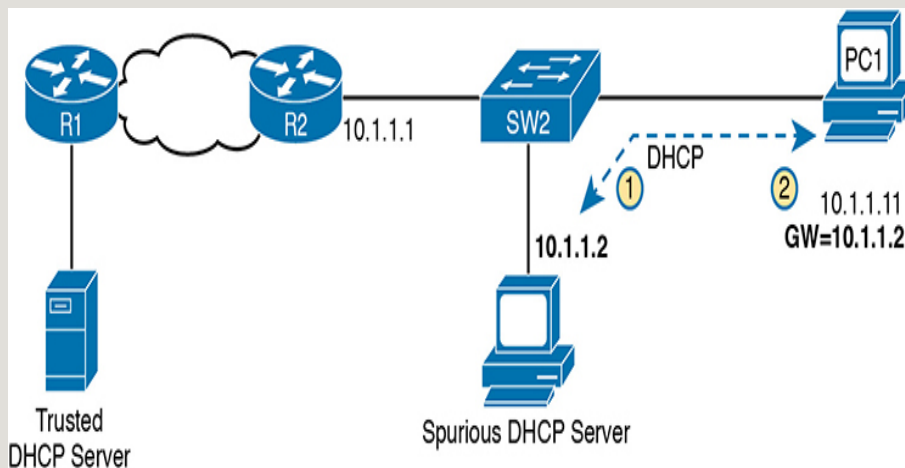 PC1
R1
R2
10.1.1.1
SW2
DHCP
1
2
10.1.1.11
GW=10.1.1.2
10.1.1.2
Trusted
DHCP Server
Spurious DHCP Server